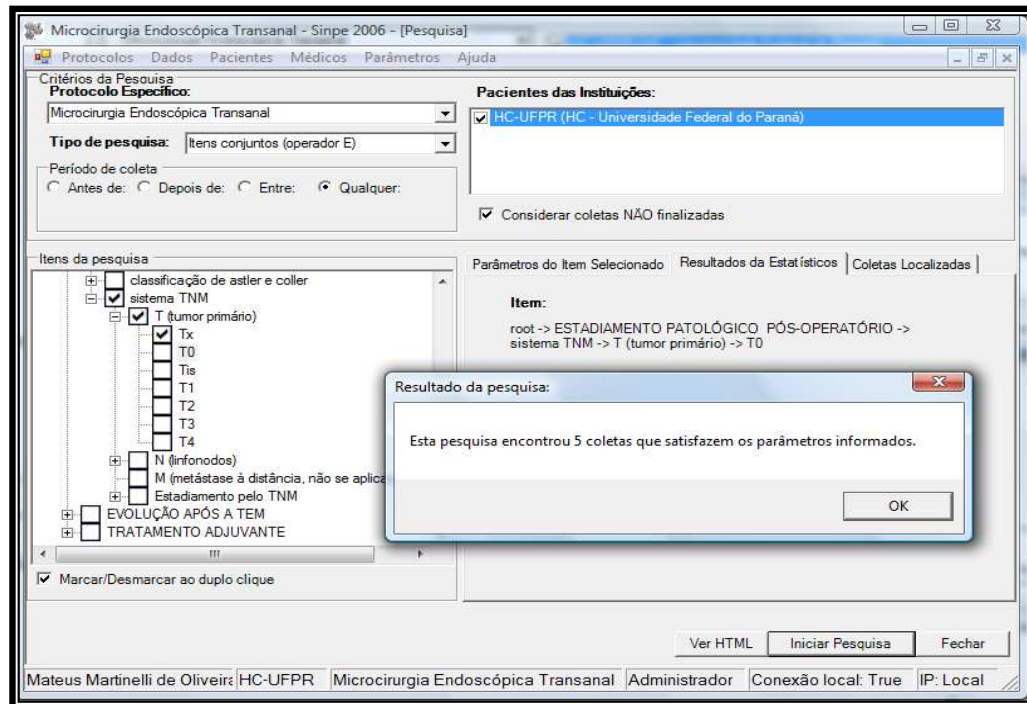 Microcirurgia Endoscópica Transanal - Sinpe 2006 - [Pesquisa]
Protocolos Dados Pacientes Médicos Parâmetros Ajuda
Critérios da Pesquisa
Protocolo Específico:
Microcirurgia Endoscópica Transanal
Tipo de pesquisa: Itens conjuntos (operador E)
Período de coleta
Antes de: Depois de: Entre: Qualquer:
Pacientes das Instituições:
HC-UFPR (HC - Universidade Federal do Paraná)
Considerar coletas NÃO finalizadas
Itens da pesquisa
classificação de astler e coller
sistema TNM
T (tumor primário)
Tx
T0
Tis
T1
T2
T3
T4
N (linfonodos)
M (metástase à distância, não se aplica
Estadiamento pelo TNM
EVOLUÇÃO APÓS A TEM
TRATAMENTO ADJUVANTE
Marcar/Desmarcar ao duplo clique
Parâmetros do Item Selecionado Resultados da Estatísticos Coletas Localizadas
Item:
root -> ESTADIAMENTO PATOLÓGICO PÓS-OPERATÓRIO ->
sistema TNM -> T (tumor primário) -> T0
Resultado da pesquisa:
Esta pesquisa encontrou 5 coletas que satisfazem os parâmetros informados.
OK
Ver HTML Iniciar Pesquisa Fechar
Mateus Martinelli de Oliveira HC-UFPR Microcirurgia Endoscópica Transanal Administrador Conexão local: True IP: Local